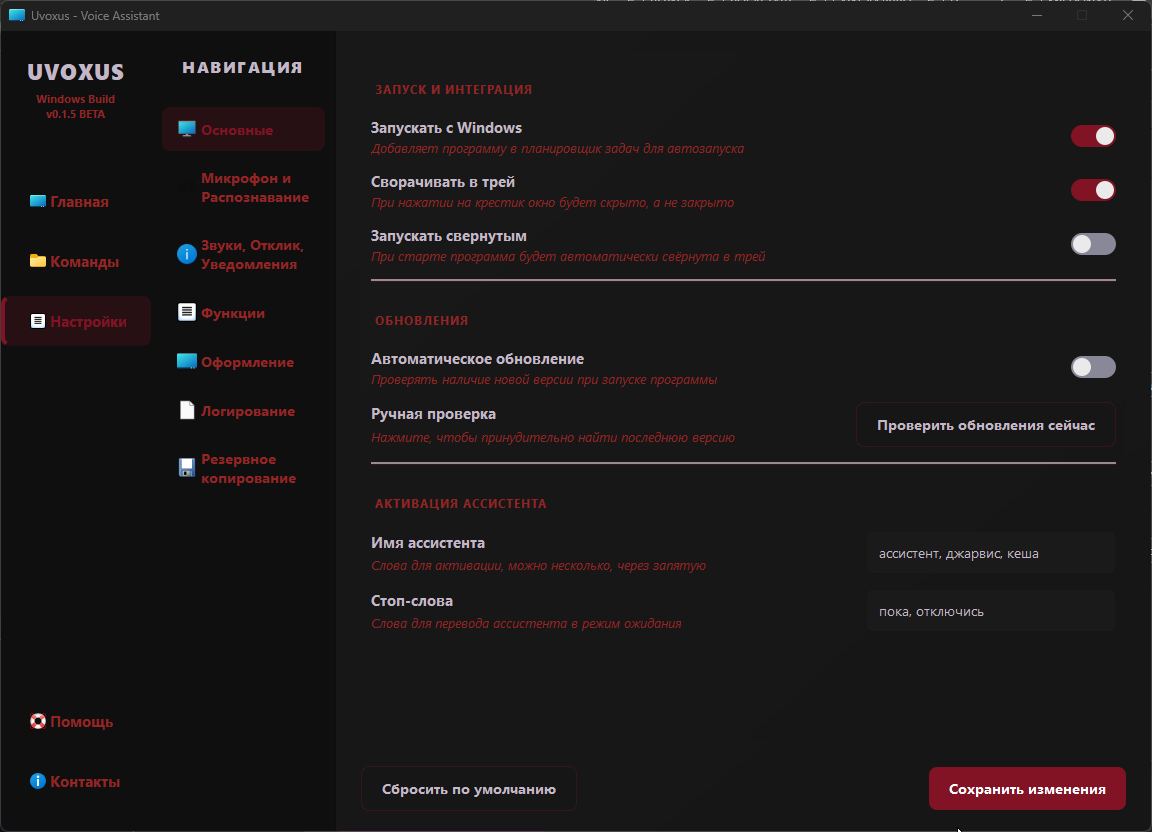 Uvoxus - Voice Assistant
UVOXUS
Windows Build
v0.1.5 BETA
Главная
Команды
Настройки
Помощь
Контакты
НАВИГАЦИЯ
Основные
Микрофон и
Распознавание
Звуки, Отклик,
Уведомления
Функции
Оформление
Логирование
Резервное
копирование
ЗАПУСК И ИНТЕГРАЦИЯ
Запускать с Windows
Добавляет программу в планировщик задач для автозапуска
Сворачивать в трей
При нажатии на крестик окно будет скрыто, а не закрыто
Запускать свернутым
При старте программа будет автоматически свёрнута в трей
ОБНОВЛЕНИЯ
Автоматическое обновление
Проверять наличие новой версии при запуске программы
Ручная проверка
Нажмите, чтобы принудительно найти последнюю версию
Проверить обновления сейчас
АКТИВАЦИЯ АССИСТЕНТА
Имя ассистента
Слова для активации, можно несколько, через запятую
ассистент, джарвис, кеша
Стоп-слова
Слова для перевода ассистента в режим ожидания
пока, отключись
Сбросить по умолчанию
Сохранить изменения